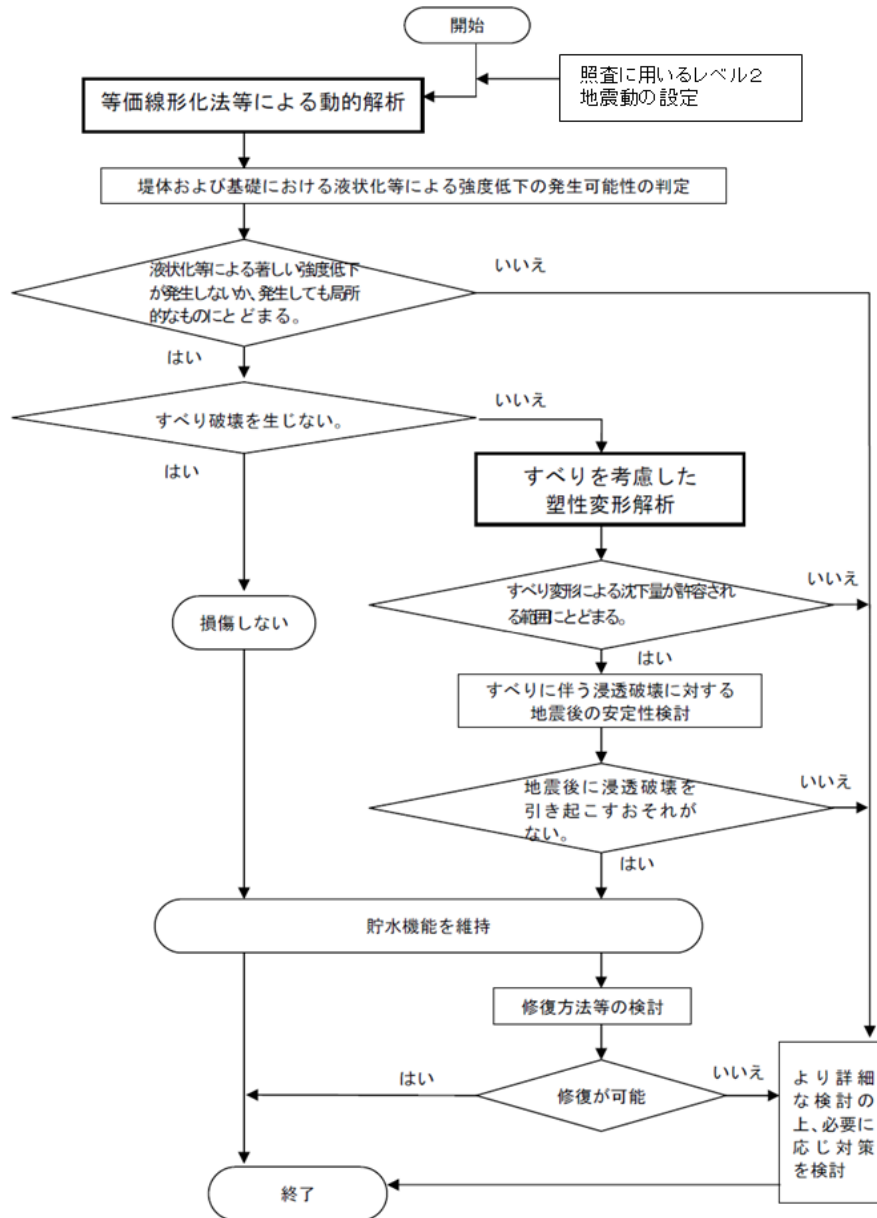 開始
照査に用いるレベル2
地震動の設定
等価線形化法等による動的解析
堤体および基礎における液状化等による強度低下の発生可能性の判定
液状化等による著しい強度低下
が発生しないか、発生しても局所
的なものにとどまる。
いいえ
はい
すべり破壊を生じない。
いいえ
はい
すべりを考慮した
塑性変形解析
すべり変形による沈下量が許容され
る範囲にとどまる。
いいえ
損傷しない
はい
すべりに伴う浸透破壊に対する
地震後の安定性検討
地震後に浸透破壊を
引き起こすおそれが
ない。
いいえ
はい
貯水機能を維持
修復方法等の検討
はい
修復が可能
いいえ
より詳細
な検討の
上、必要に
応じ対策
を検討
終了